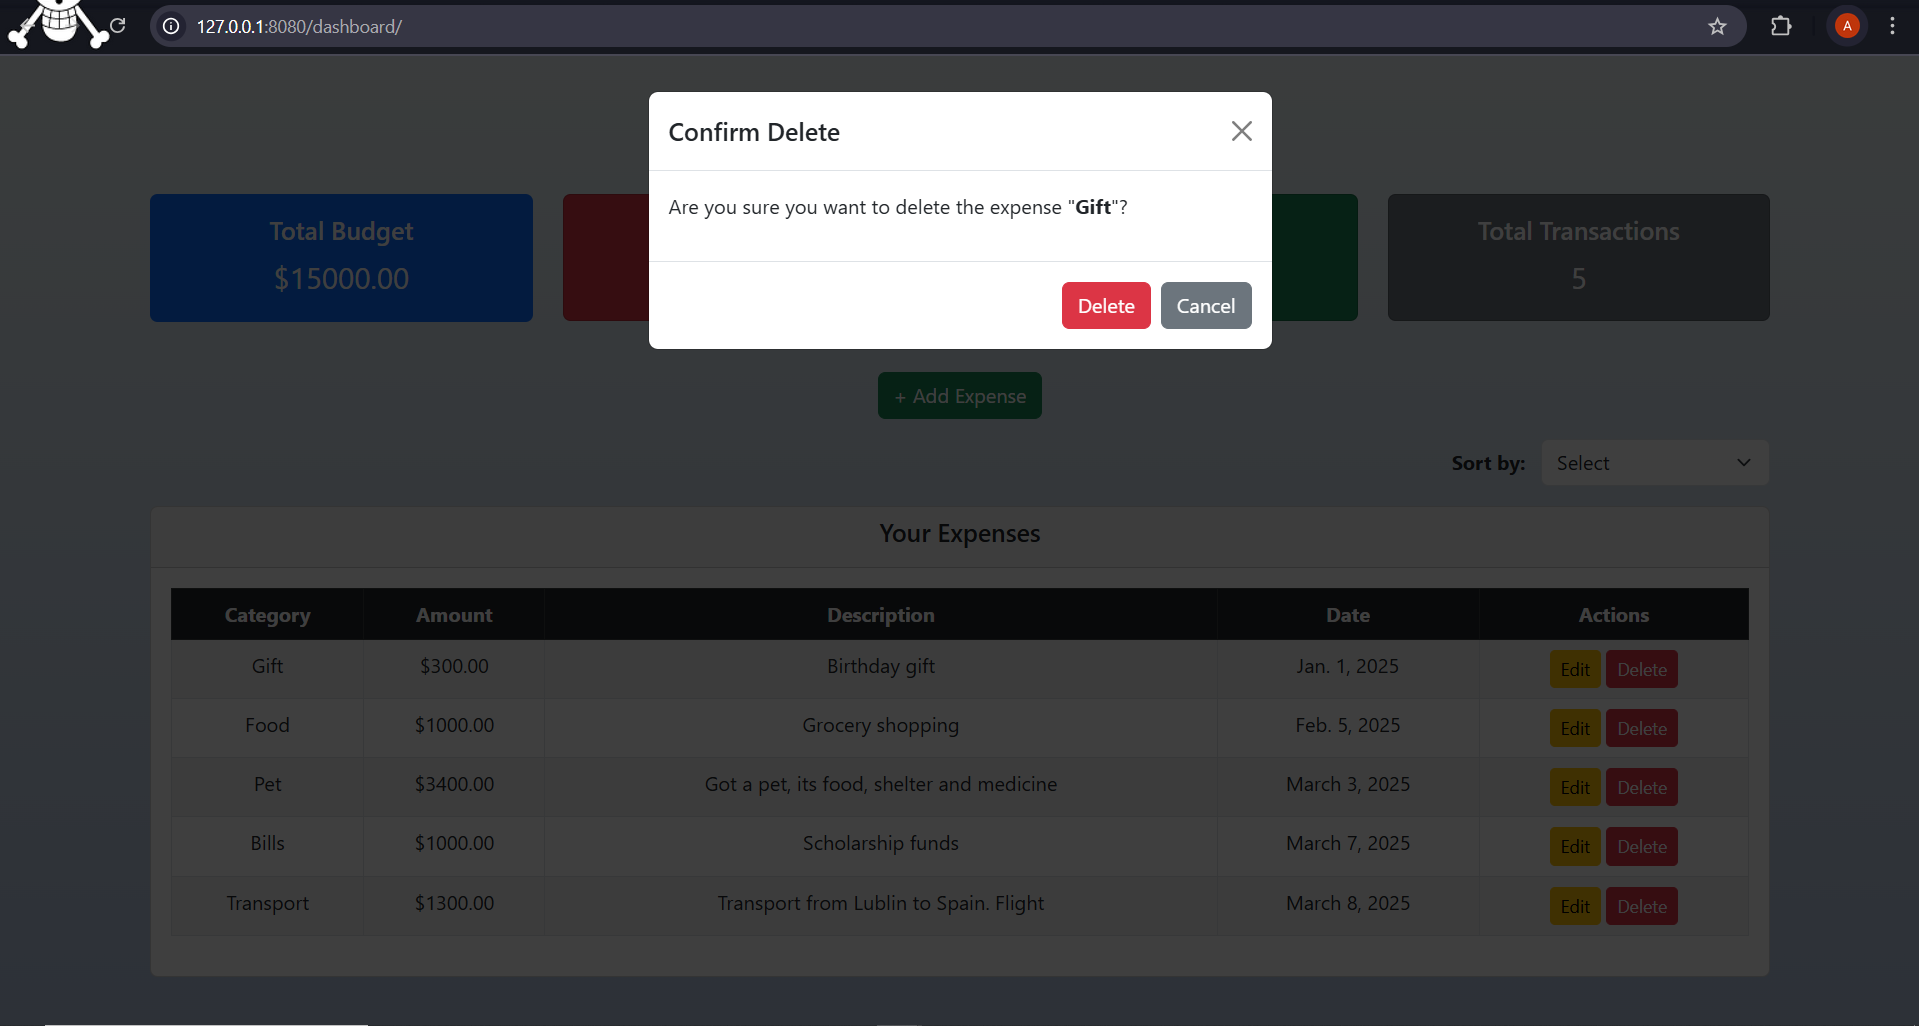 127.0.0.1:8080/dashboard/
A
Confirm Delete
Are you sure you want to delete the expense "Gift"?
Delete Cancel
Total Budget
$15000.00
Total Transactions
5
+ Add Expense
Sort by: Select
Your Expenses
Category Amount Description Date Actions
Gift $300.00 Birthday gift Jan. 1, 2025 Edit Delete
Food $1000.00 Grocery shopping Feb. 5, 2025 Edit Delete
Pet $3400.00 Got a pet, its food, shelter and medicine March 3, 2025 Edit Delete
Bills $1000.00 Scholarship funds March 7, 2025 Edit Delete
Transport $1300.00 Transport from Lublin to Spain. Flight March 8, 2025 Edit Delete